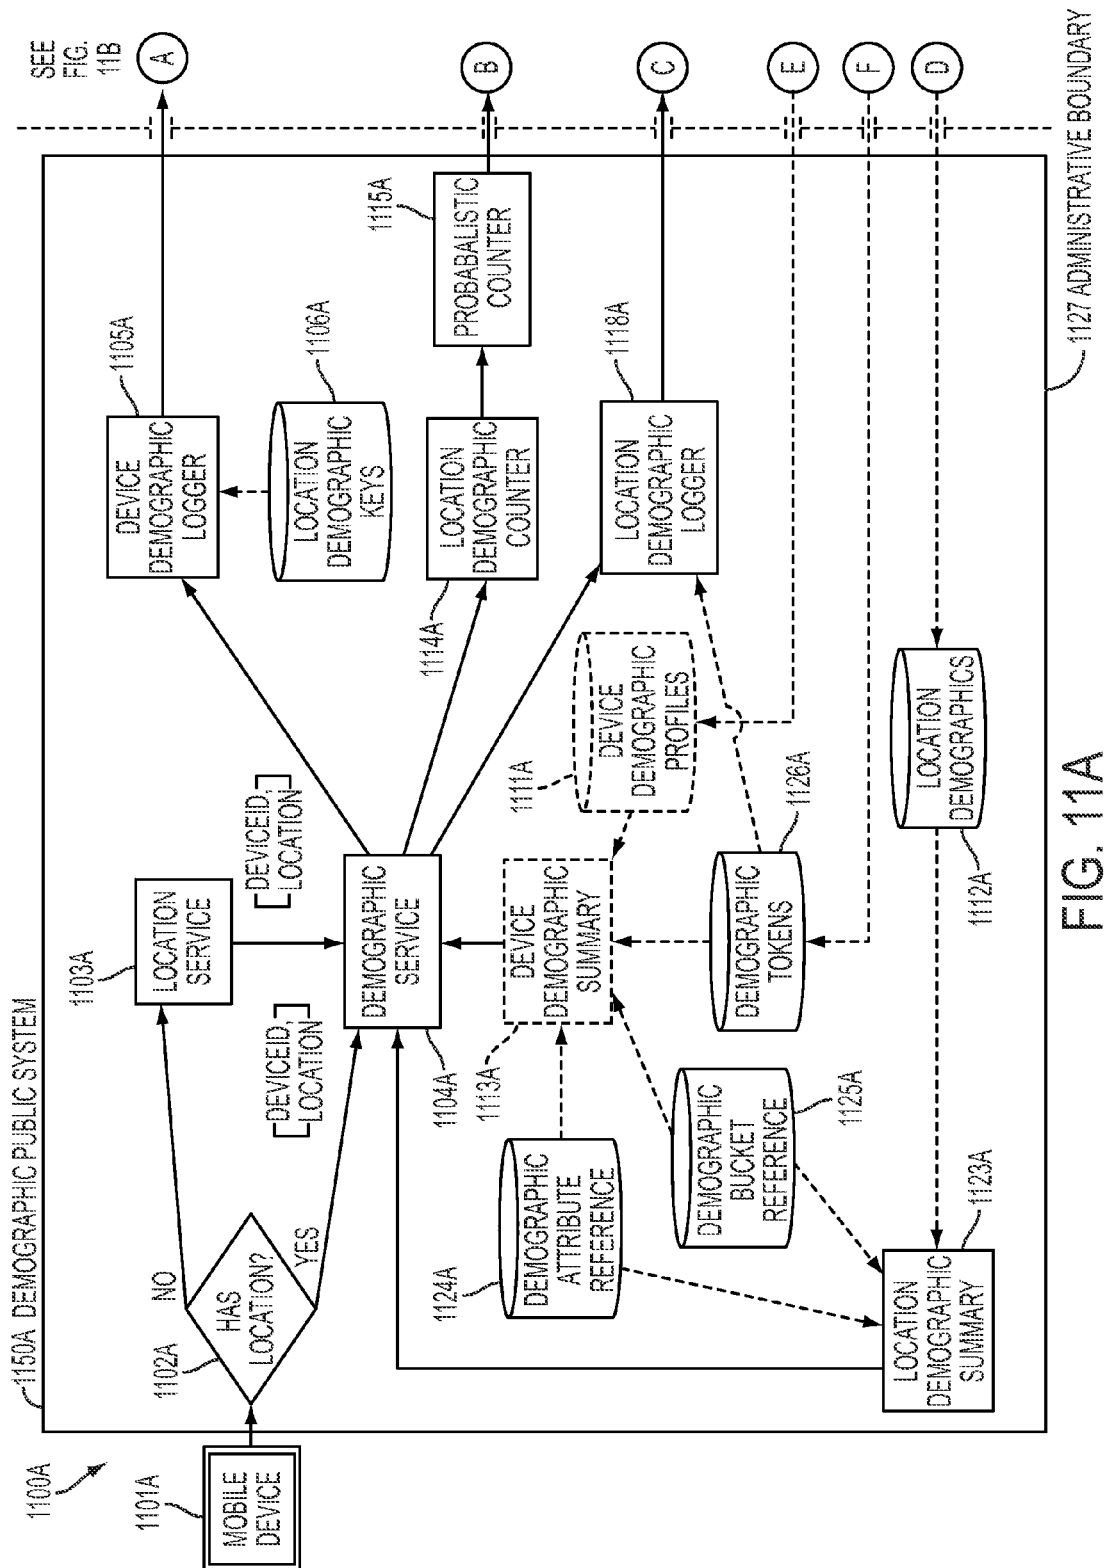 1100A
1101A
MOBILE
DEVICE
1150A DEMOGRAPHIC PUBLIC SYSTEM
1102A
HAS
LOCATION?
NO
YES
1103A
LOCATION
SERVICE
DEVICEID,
LOCATION
DEVICEID,
LOCATION
DEMOGRAPHIC
SERVICE
1104A
1105A
DEVICE
DEMOGRAPHIC
LOGGER
1106A
LOCATION
DEMOGRAPHIC
KEYS
1114A
LOCATION
DEMOGRAPHIC
COUNTER
1115A
PROBABALISTIC
COUNTER
1118A
LOCATION
DEMOGRAPHIC
LOGGER
1113A
DEVICE
DEMOGRAPHIC
SUMMARY
1111A
DEVICE
DEMOGRAPHIC
PROFILES
1124A
DEMOGRAPHIC
ATTRIBUTE
REFERENCE
1125A
DEMOGRAPHIC
BUCKET
REFERENCE
1126A
DEMOGRAPHIC
TOKENS
1112A
LOCATION
DEMOGRAPHICS
1123A
LOCATION
DEMOGRAPHIC
SUMMARY
SEE
FIG.
11B
A
B
C
E
F
D
1127 ADMINISTRATIVE BOUNDARY
FIG. 11A